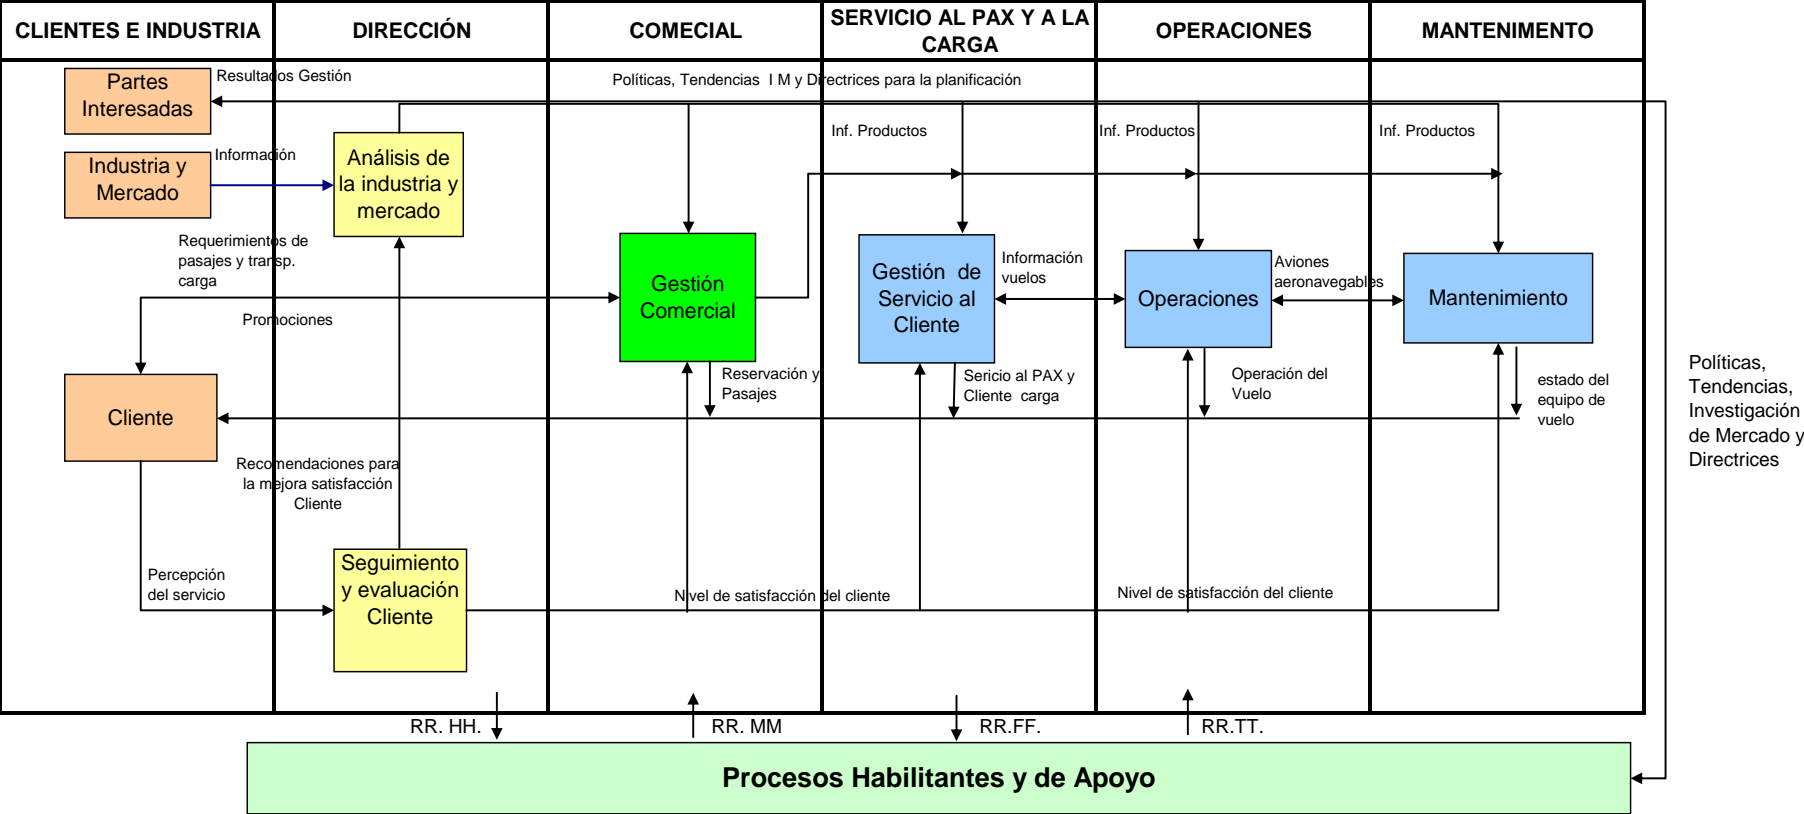 CLIENTES E INDUSTRIA
DIRECCIÓN
COMECIAL
SERVICIO AL PAX Y A LA
CARGA
OPERACIONES
MANTENIMENTO
Partes
Interesadas
Resultados Gestión
Políticas, Tendencias I M y Directrices para la planificación
Industria y
Mercado
Información
Análisis de
la industria y
mercado
Inf. Productos
Inf. Productos
Inf. Productos
Requerimientos de
pasajes y transp.
carga
Promociones
Gestión
Comercial
Gestión de
Servicio al
Cliente
Información
vuelos
Operaciones
Aviones
aeronavegables
Mantenimiento
Cliente
Reservación y
Pasajes
Sericio al PAX y
Cliente carga
Operación del
Vuelo
estado del
equipo de
vuelo
Políticas,
Tendencias,
Investigación
de Mercado y
Directrices
Recomendaciones para
la mejora satisfacción
Cliente
Percepción
del servicio
Seguimiento
y evaluación
Cliente
Nivel de satisfacción del cliente
Nivel de satisfacción del cliente
RR. HH.
RR. MM
RR.FF.
RR.TT.
Procesos Habilitantes y de Apoyo